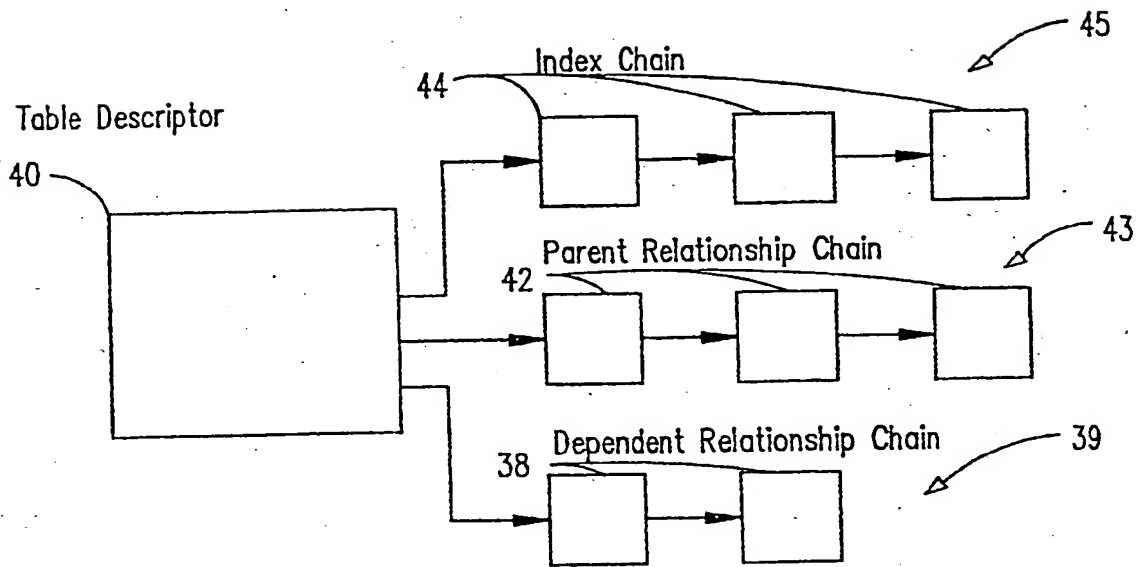 45
Index Chain
44
Table Descriptor
40
43
Parent Relationship Chain
42
Dependent Relationship Chain
39
38